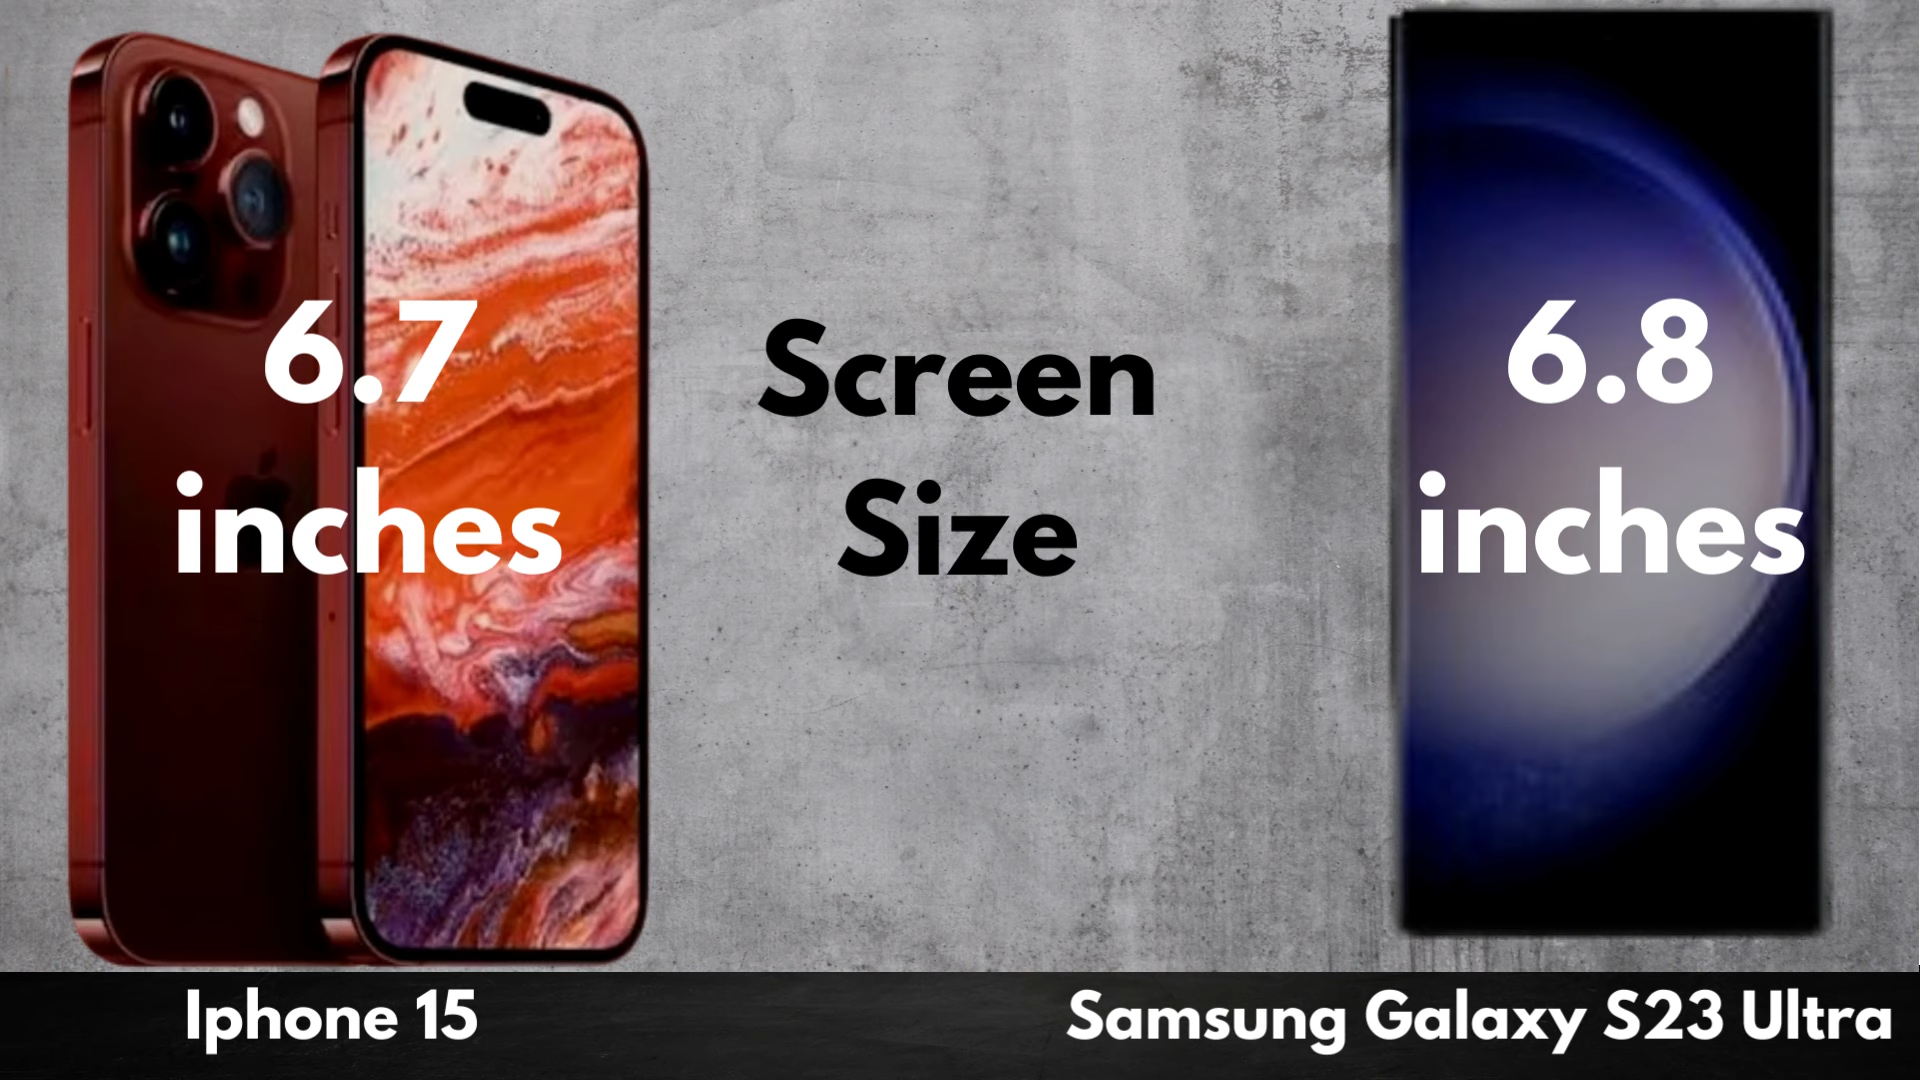 6.7
inches
Screen
Size
6.8
inches
Iphone 15
Samsung Galaxy S23 Ultra